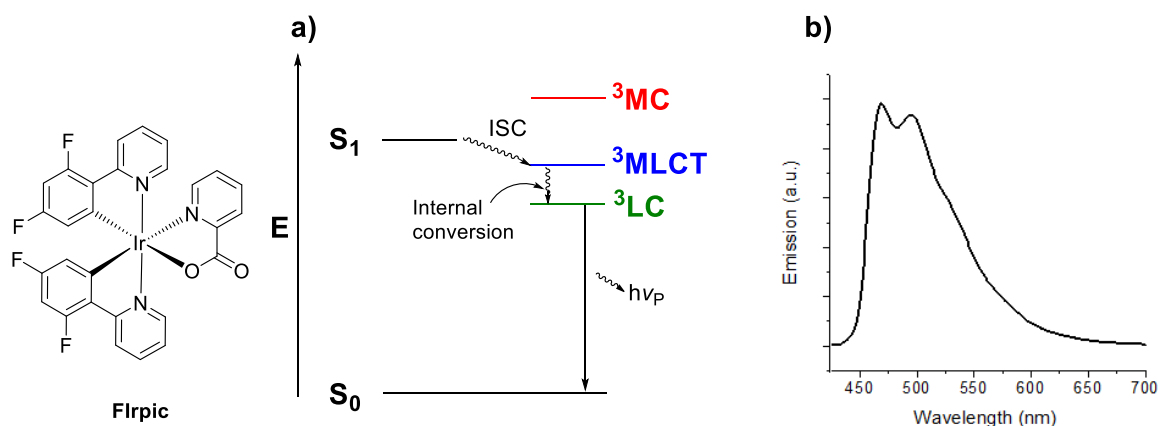 a)
b)
F
F
N
N
Ir
O
O
F
N
F
FIrpic
E
S1
S0
ISC
3MC
3MLCT
3LC
Internal
conversion
hνP
Emission (a.u.)
450 500 550 600 650 700
Wavelength (nm)